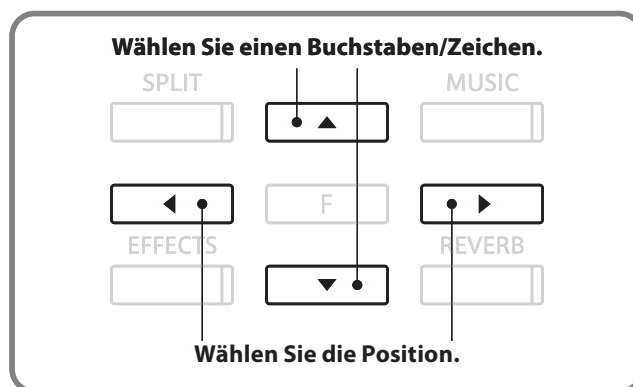 Wählen Sie einen Buchstaben/Zeichen.
SPLIT
MUSIC
F
EFFECTS
REVERB
Wählen Sie die Position.